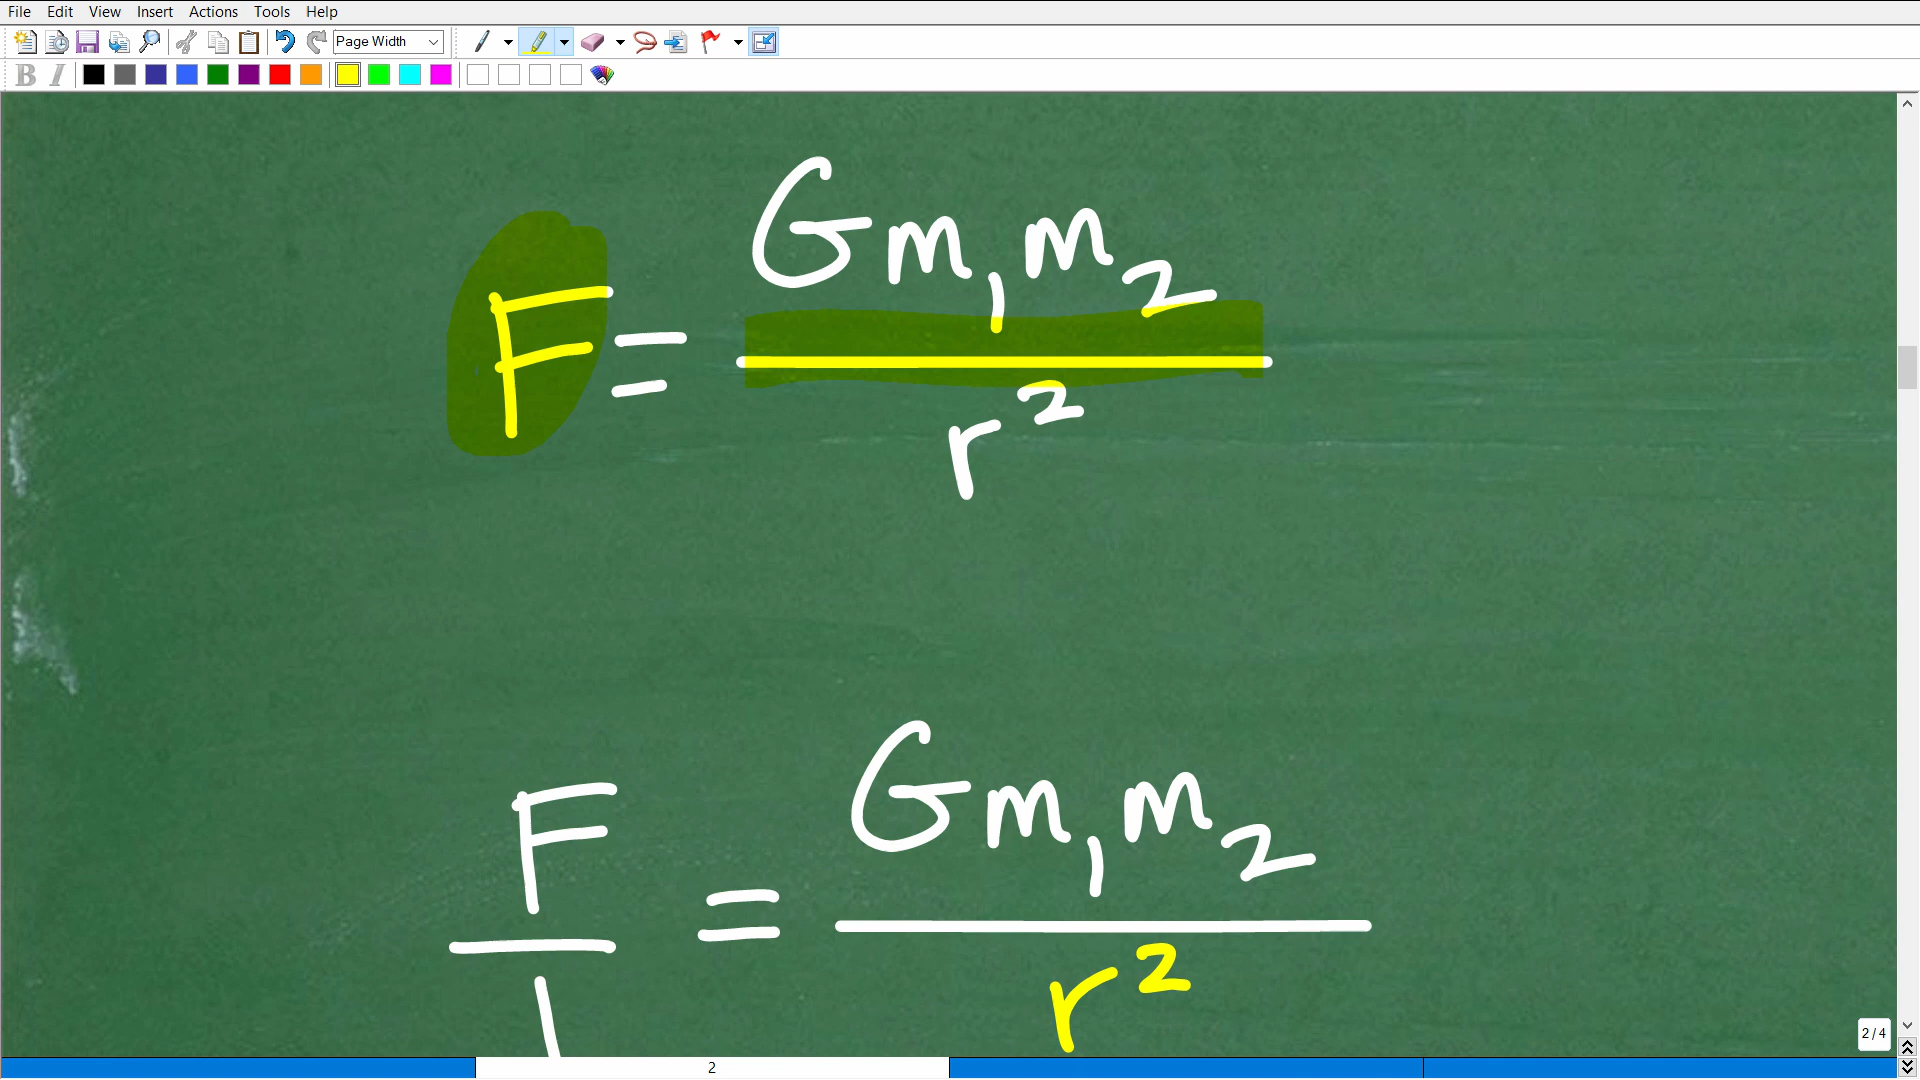 File Edit View Insert Actions Tools Help
Page Width
B I
F = Gm₁m₂
r²
F = Gm₁m₂
1 r²
2 / 4
2